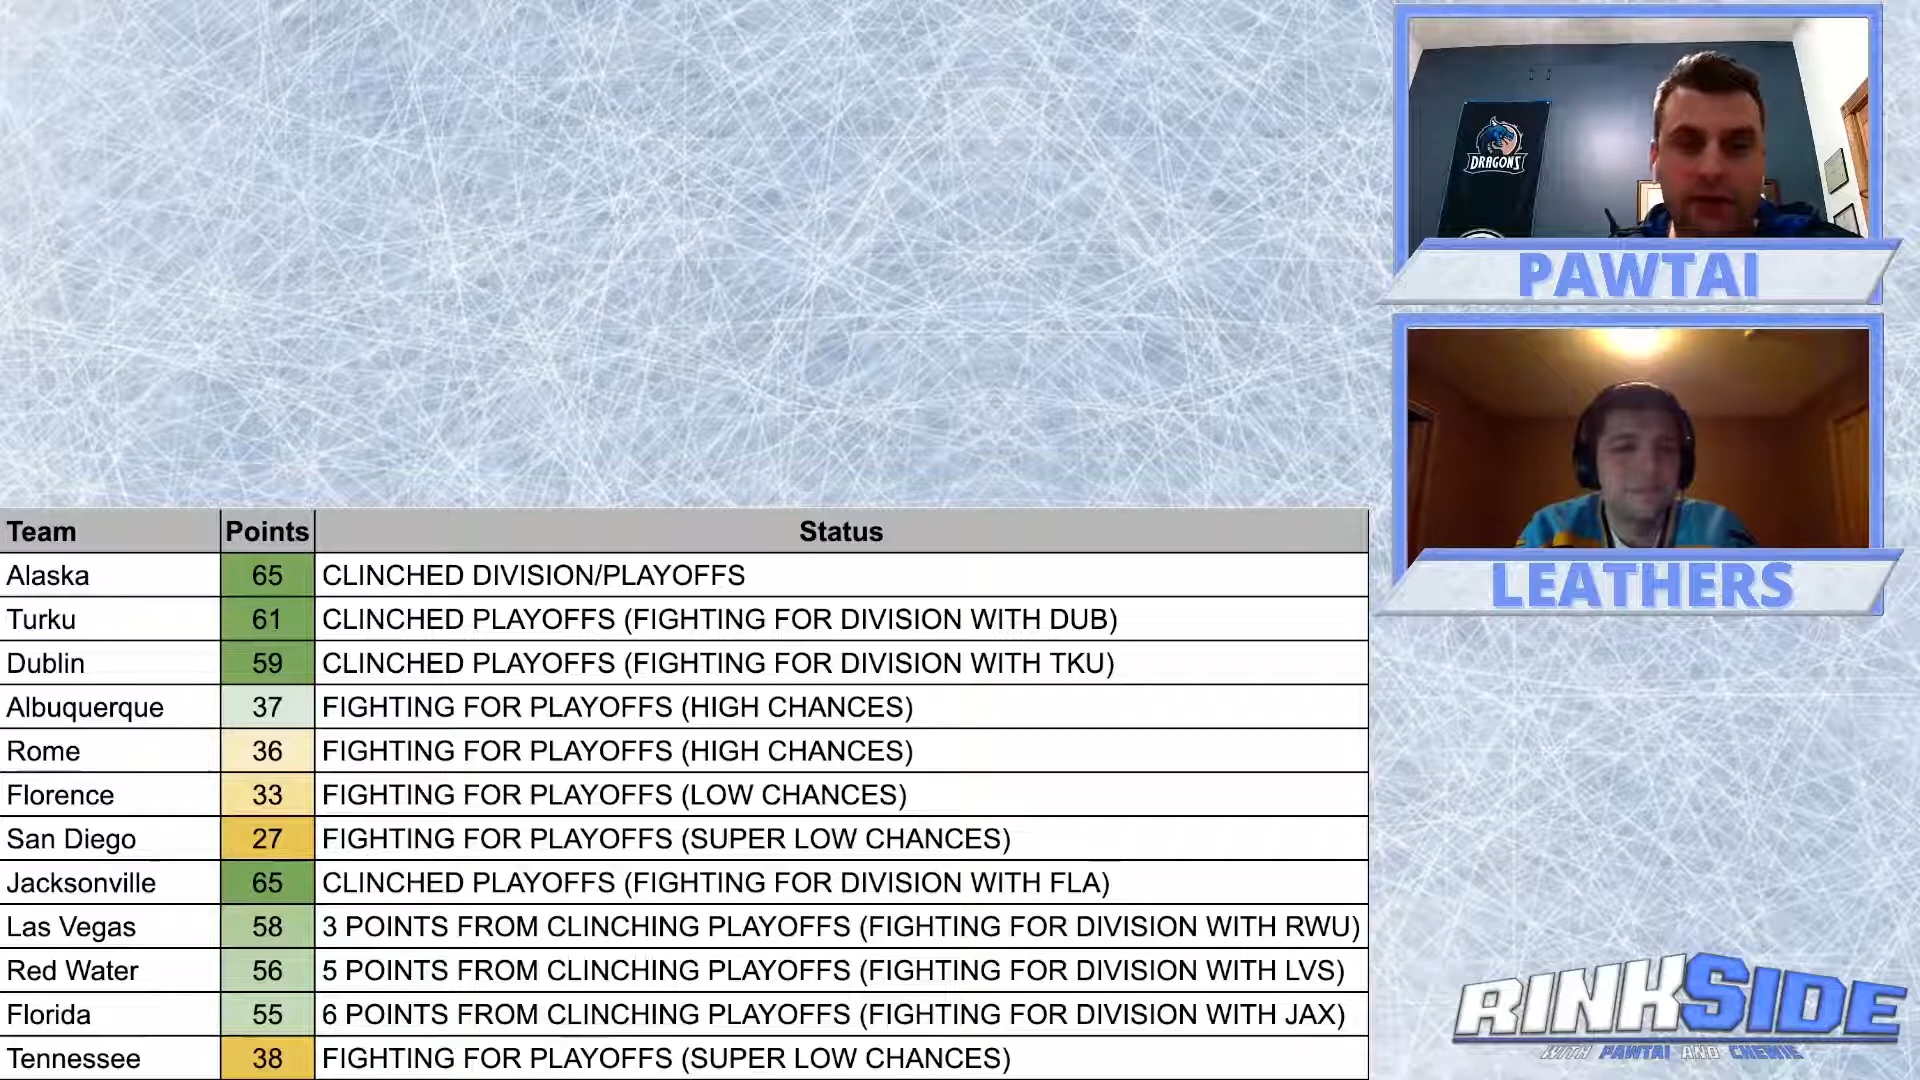 DRAGONS
PAWTAI
LEATHERS
Team Points Status
Alaska 65 CLINCHED DIVISION/PLAYOFFS
Turku 61 CLINCHED PLAYOFFS (FIGHTING FOR DIVISION WITH DUB)
Dublin 59 CLINCHED PLAYOFFS (FIGHTING FOR DIVISION WITH TKU)
Albuquerque 37 FIGHTING FOR PLAYOFFS (HIGH CHANCES)
Rome 36 FIGHTING FOR PLAYOFFS (HIGH CHANCES)
Florence 33 FIGHTING FOR PLAYOFFS (LOW CHANCES)
San Diego 27 FIGHTING FOR PLAYOFFS (SUPER LOW CHANCES)
Jacksonville 65 CLINCHED PLAYOFFS (FIGHTING FOR DIVISION WITH FLA)
Las Vegas 58 3 POINTS FROM CLINCHING PLAYOFFS (FIGHTING FOR DIVISION WITH RWU)
Red Water 56 5 POINTS FROM CLINCHING PLAYOFFS (FIGHTING FOR DIVISION WITH LVS)
Florida 55 6 POINTS FROM CLINCHING PLAYOFFS (FIGHTING FOR DIVISION WITH JAX)
Tennessee 38 FIGHTING FOR PLAYOFFS (SUPER LOW CHANCES)
RINKSIDE
WITH PAWTAI AND CHEMIE